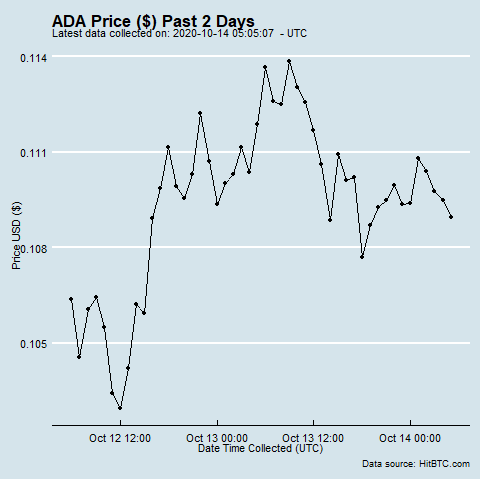 ADA Price ($) Past 2 Days
Latest data collected on: 2020-10-14 05:05:07  - UTC
0.114
0.111
0.108
0.105
Price USD ($)
Oct 12 12:00
Oct 13 00:00
Oct 13 12:00
Oct 14 00:00
Date Time Collected (UTC)
Data source: HitBTC.com